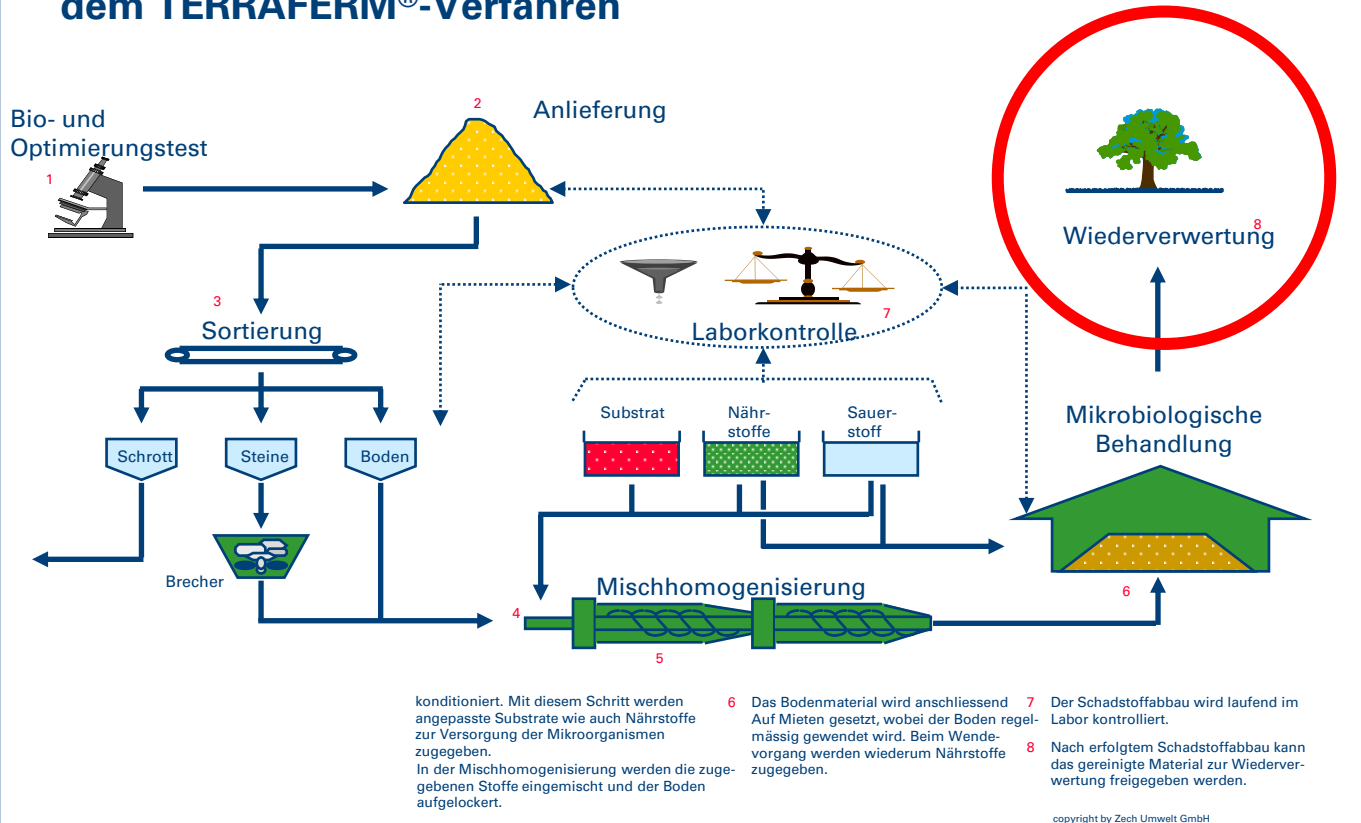 dem TERRAFERM®-Verfahren
Bio- und
Optimierungstest
1
2
Anlieferung
8
Wiederverwertung
3
Sortierung
7
Laborkontrolle
Schrott
Steine
Boden
Substrat
Nähr-
stoffe
Sauer-
stoff
Mikrobiologische
Behandlung
Brecher
Mischhomogenisierung
4
5
6
konditioniert. Mit diesem Schritt werden
angepasste Substrate wie auch Nährstoffe
zur Versorgung der Mikroorganismen
zugegeben.
In der Mischhomogenisierung werden die zuge-
gebenen Stoffe eingemischt und der Boden
aufgelockert.
6 Das Bodenmaterial wird anschliessend
Auf Mieten gesetzt, wobei der Boden regel-
mässig gewendet wird. Beim Wende-
vorgang werden wiederum Nährstoffe
zugegeben.
7 Der Schadstoffabbau wird laufend im
Labor kontrolliert.
8 Nach erfolgtem Schadstoffabbau kann
das gereinigte Material zur Wiederver-
wertung freigegeben werden.
copyright by Zech Umwelt GmbH